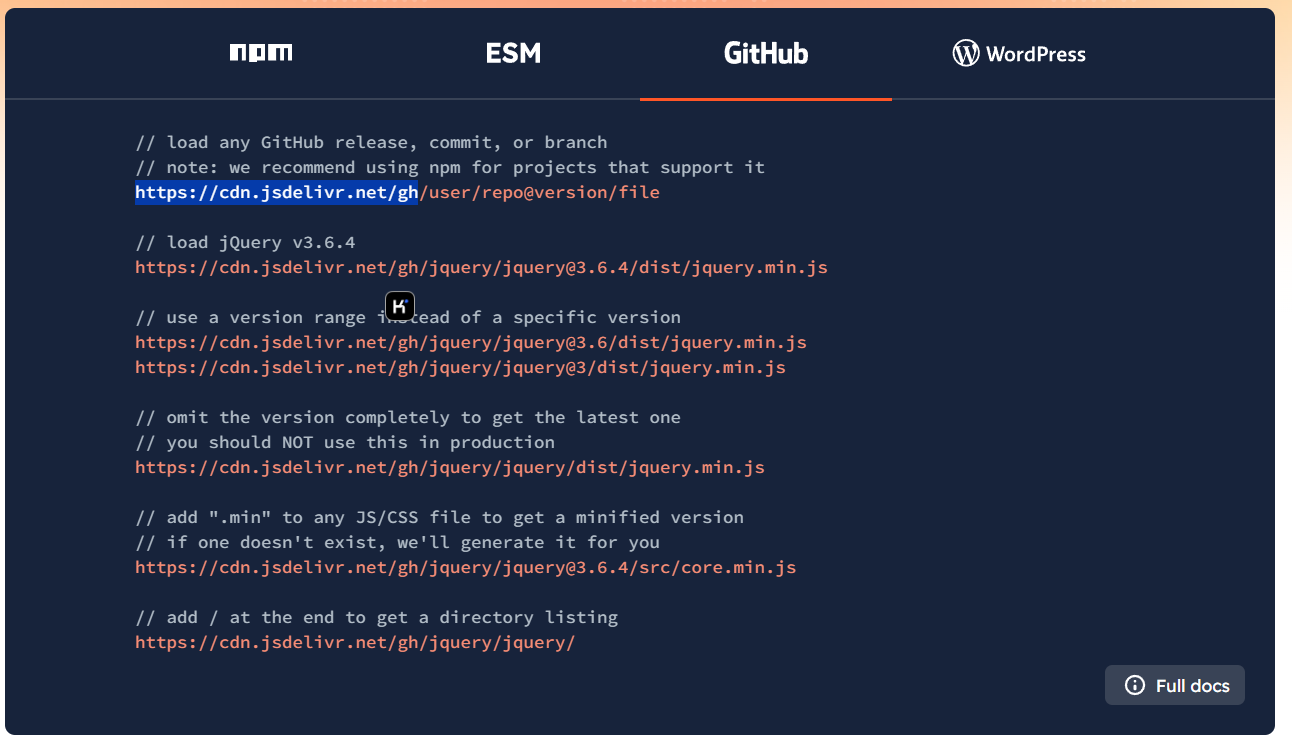 npm
ESM
GitHub
WordPress
// load any GitHub release, commit, or branch
// note: we recommend using npm for projects that support it
https://cdn.jsdelivr.net/gh/user/repo@version/file
// load jQuery v3.6.4
https://cdn.jsdelivr.net/gh/jquery/jquery@3.6.4/dist/jquery.min.js
K
// use a version range instead of a specific version
https://cdn.jsdelivr.net/gh/jquery/jquery@3.6/dist/jquery.min.js
https://cdn.jsdelivr.net/gh/jquery/jquery@3/dist/jquery.min.js
// omit the version completely to get the latest one
// you should NOT use this in production
https://cdn.jsdelivr.net/gh/jquery/jquery/dist/jquery.min.js
// add ".min" to any JS/CSS file to get a minified version
// if one doesn't exist, we'll generate it for you
https://cdn.jsdelivr.net/gh/jquery/jquery@3.6.4/src/core.min.js
// add / at the end to get a directory listing
https://cdn.jsdelivr.net/gh/jquery/jquery/
Full docs